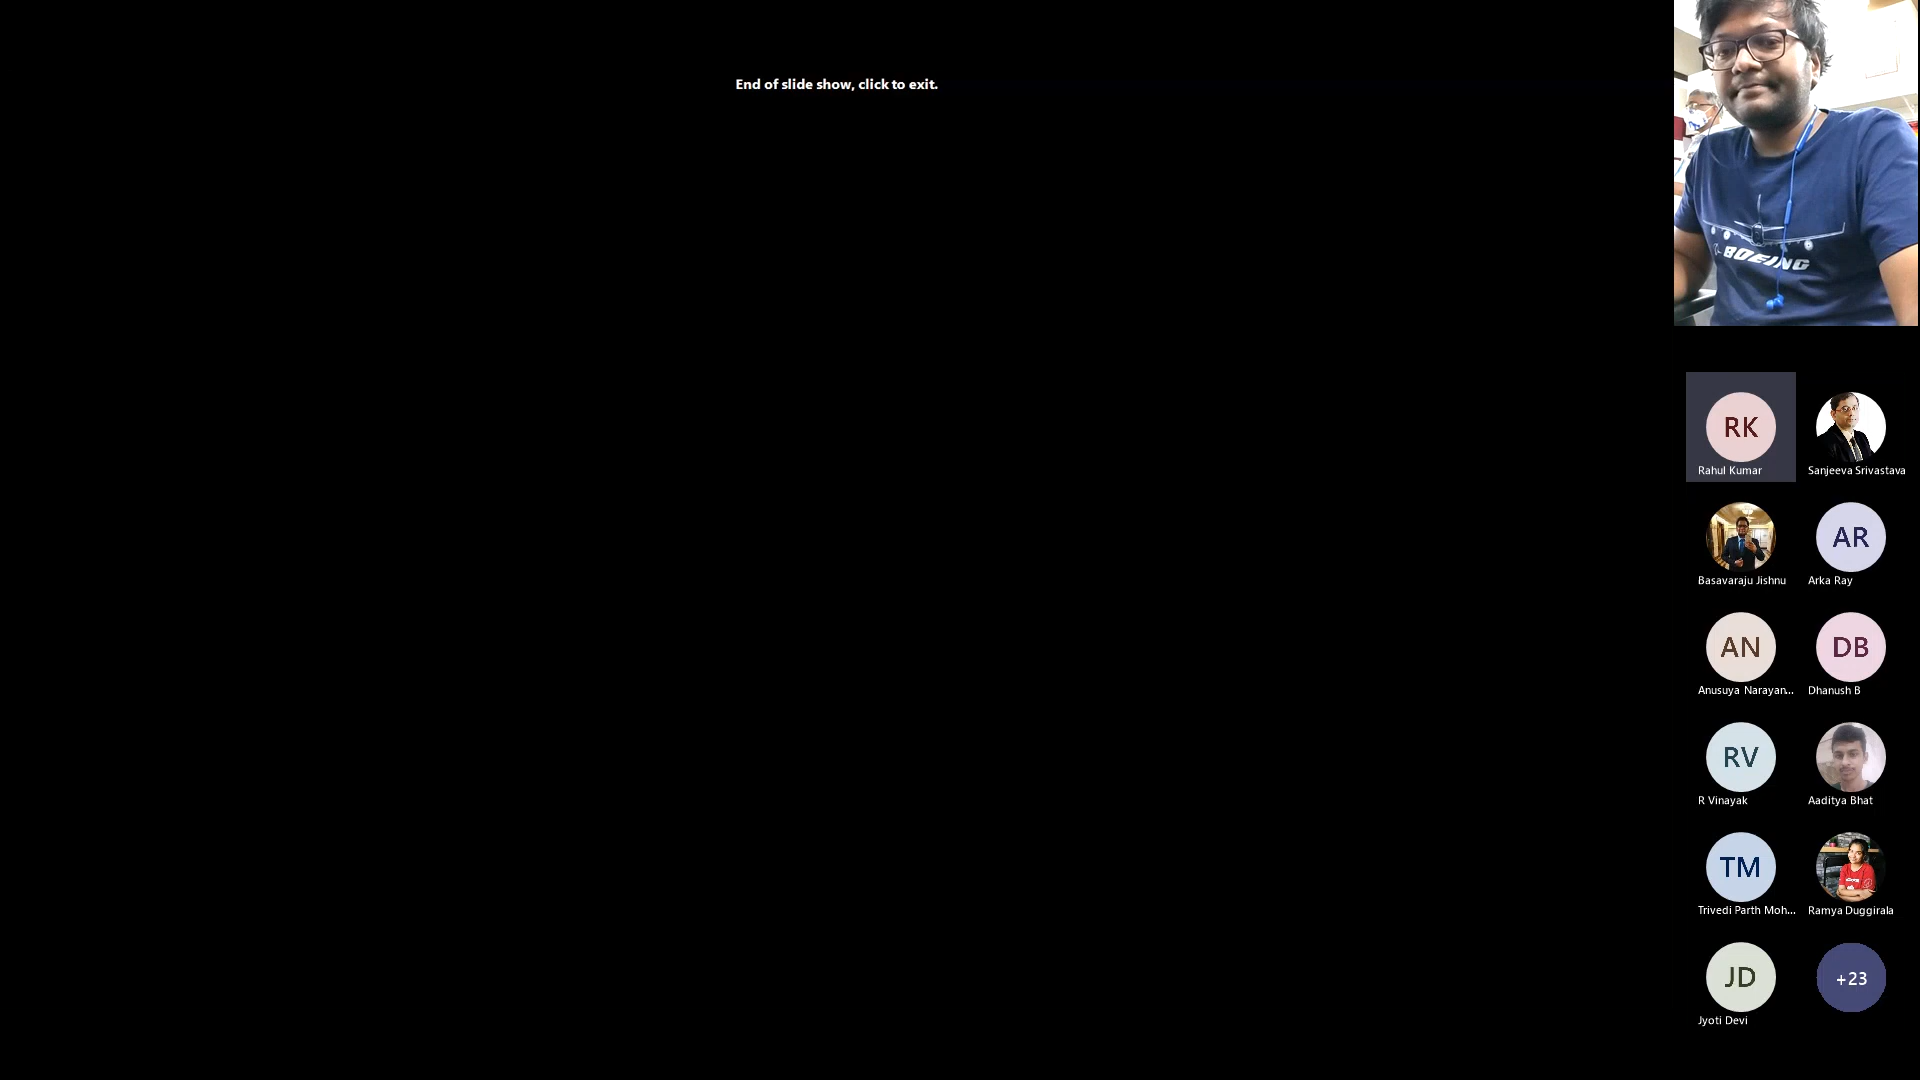 End of slide show, click to exit.
BOEING
RK
Rahul Kumar
Sanjeeva Srivastava
Basavaraju Jishnu
AR
Arka Ray
AN
Anusuya Narayan...
DB
Dhanush B
RV
R Vinayak
Aaditya Bhat
TM
Trivedi Parth Moh...
Ramya Duggirala
JD
Jyoti Devi
+23